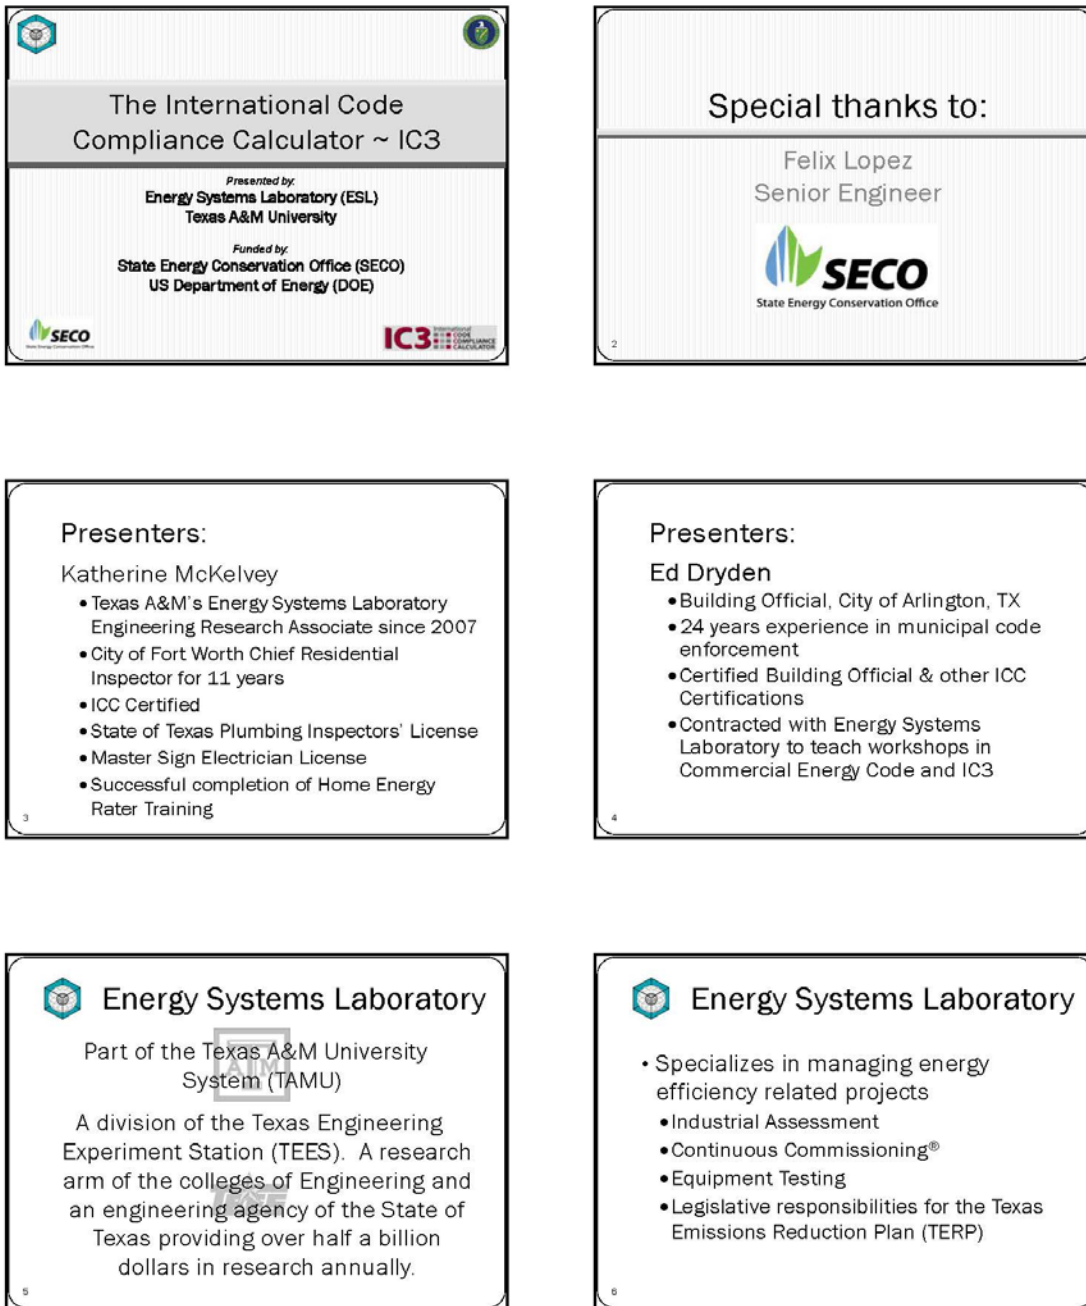 The International Code
Compliance Calculator ~ IC3
Presented by:
Energy Systems Laboratory (ESL)
Texas A&M University
Funded by:
State Energy Conservation Office (SECO)
US Department of Energy (DOE)
SECO
State Energy Conservation Office
IC3 International
CODE
COMPLIANCE
CALCULATOR
Special thanks to:
Felix Lopez
Senior Engineer
SECO
State Energy Conservation Office
2
Presenters:
Katherine McKelvey
• Texas A&M's Energy Systems Laboratory
Engineering Research Associate since 2007
• City of Fort Worth Chief Residential
Inspector for 11 years
• ICC Certified
• State of Texas Plumbing Inspectors' License
• Master Sign Electrician License
• Successful completion of Home Energy
Rater Training
3
Presenters:
Ed Dryden
• Building Official, City of Arlington, TX
• 24 years experience in municipal code
enforcement
• Certified Building Official & other ICC
Certifications
• Contracted with Energy Systems
Laboratory to teach workshops in
Commercial Energy Code and IC3
4
Energy Systems Laboratory
Part of the Texas A&M University
System (TAMU)
A division of the Texas Engineering
Experiment Station (TEES). A research
arm of the colleges of Engineering and
an engineering agency of the State of
Texas providing over half a billion
dollars in research annually.
5
Energy Systems Laboratory
• Specializes in managing energy
efficiency related projects
• Industrial Assessment
• Continuous Commissioning®
• Equipment Testing
• Legislative responsibilities for the Texas
Emissions Reduction Plan (TERP)
6